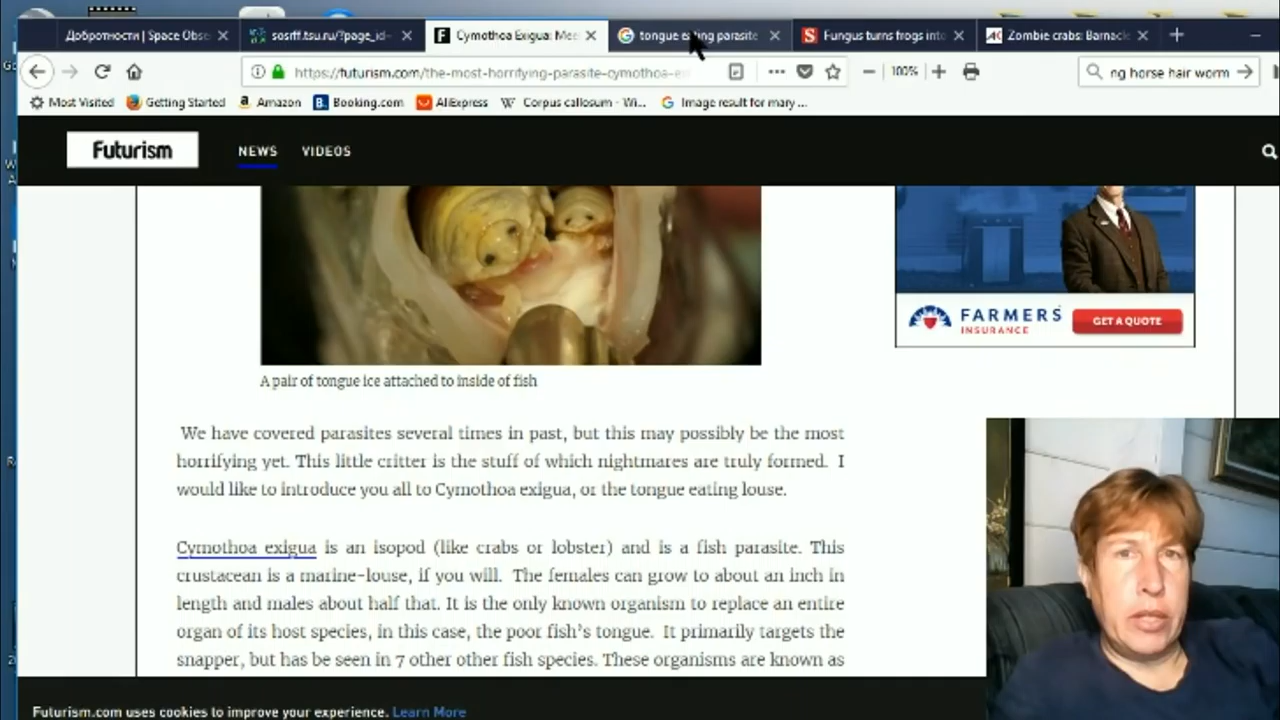 Добротности | Space Obse
sosrff.tsu.ru/?page_id=
Cymothoa Exigua: Mee
tongue eating parasite
Fungus turns frogs into
Zombie crabs: Barnacle
https://futurism.com/the-most-horrifying-parasite-cymothoa-ex
100%
ng horse hair worm
Most Visited
Getting Started
Amazon
Booking.com
AliExpress
Corpus callosum - Wi...
Image result for mary ...
Futurism
NEWS
VIDEOS
FARMERS
INSURANCE
GET A QUOTE
A pair of tongue ice attached to inside of fish
We have covered parasites several times in past, but this may possibly be the most
horrifying yet. This little critter is the stuff of which nightmares are truly formed. I
would like to introduce you all to Cymothoa exigua, or the tongue eating louse.
Cymothoa exigua is an isopod (like crabs or lobster) and is a fish parasite. This
crustacean is a marine-louse, if you will. The females can grow to about an inch in
length and males about half that. It is the only known organism to replace an entire
organ of its host species, in this case, the poor fish's tongue. It primarily targets the
snapper, but has be seen in 7 other other fish species. These organisms are known as
Futurism.com uses cookies to improve your experience. Learn More